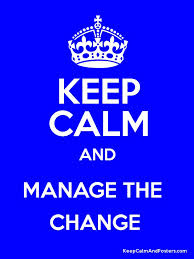 KEEP
CALM
AND
MANAGE THE
CHANGE
KeepCalmAndPosters.com